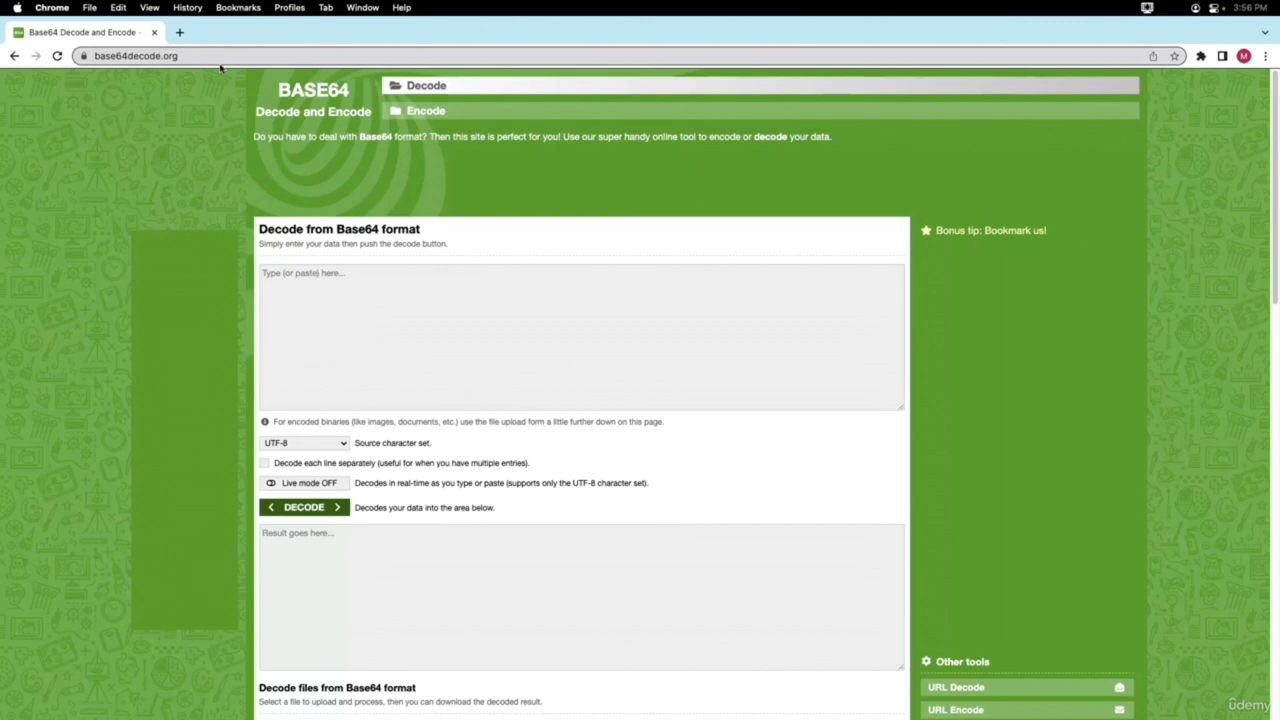 Chrome File Edit View History Bookmarks Profiles Tab Window Help 3:56 PM
Base64 Decode and Encode -
base64decode.org
M
BASE64
Decode and Encode
Decode
Encode
Do you have to deal with Base64 format? Then this site is perfect for you! Use our super handy online tool to encode or decode your data.
Decode from Base64 format
Simply enter your data then push the decode button.
Bonus tip: Bookmark us!
Type (or paste) here...
For encoded binaries (like images, documents, etc.) use the file upload form a little further down on this page.
UTF-8 Source character set.
Decode each line separately (useful for when you have multiple entries).
Live mode OFF Decodes in real-time as you type or paste (supports only the UTF-8 character set).
< DECODE > Decodes your data into the area below.
Result goes here...
Other tools
URL Decode
URL Encode
Decode files from Base64 format
Select a file to upload and process, then you can download the decoded result.
ûdemy